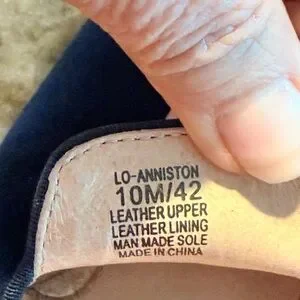 LO-ANNISTON
10M/42
LEATHER UPPER
LEATHER LINING
MAN MADE SOLE
MADE IN CHINA